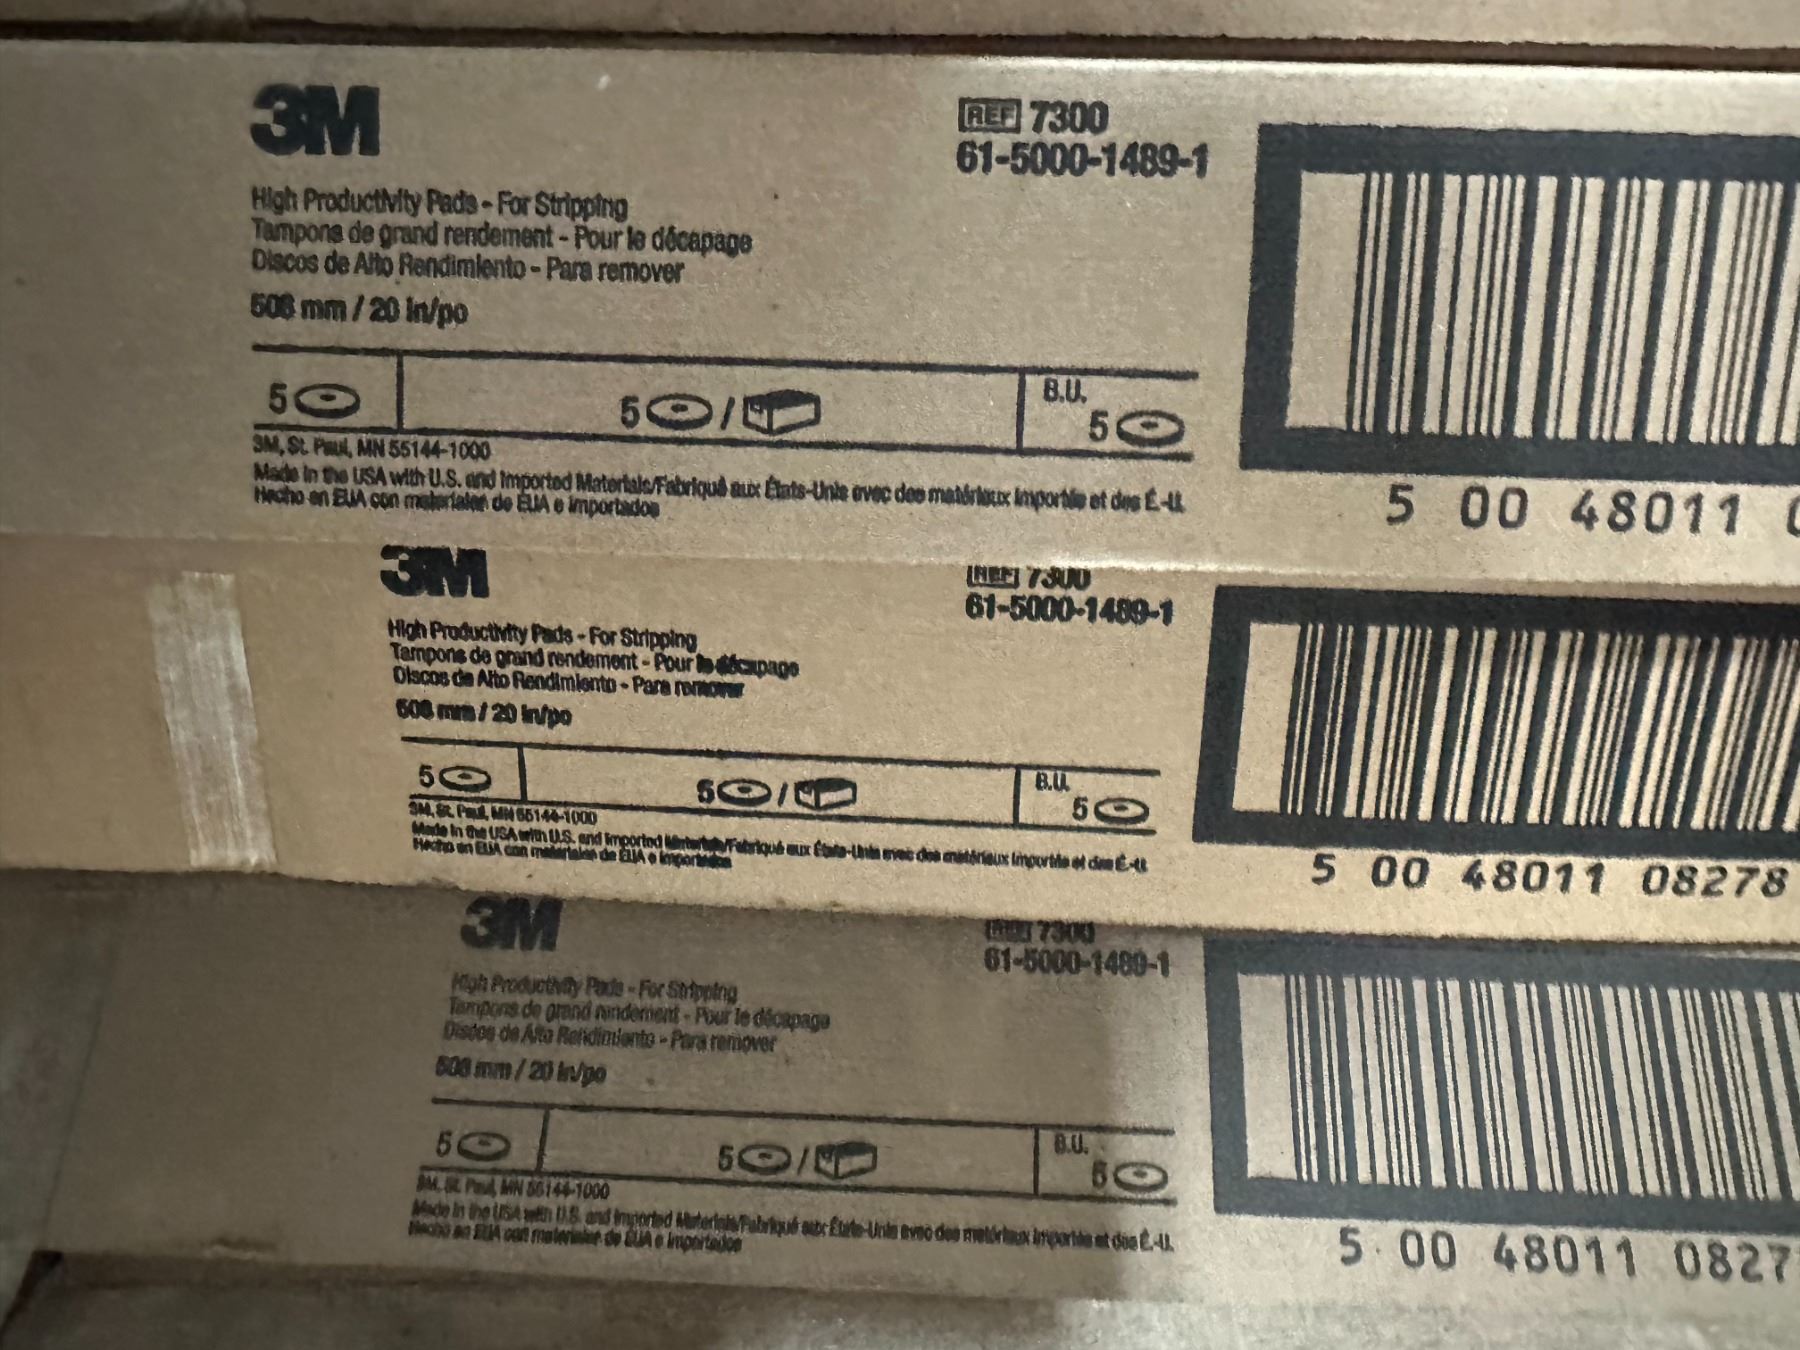 3M
REF 7300
61-5000-1489-1
High Productivity Pads - For Stripping
Tampons de grand rendement - Pour le décapage
Discos de Alto Rendimiento - Para remover
508 mm / 20 in/po
5
5 /
B.U.
5
3M, St. Paul, MN 55144-1000
Made in the USA with U.S. and Imported Materials/Fabriqué aux États-Unis avec des matériaux importés et des É.-U.
Hecho en EUA con materiales de EUA e importados
5 00 48011
3M
REF 7300
61-5000-1489-1
High Productivity Pads - For Stripping
Tampons de grand rendement - Pour le décapage
Discos de Alto Rendimiento - Para remover
508 mm / 20 in/po
5
5 /
B.U.
5
3M, St. Paul, MN 55144-1000
Made in the USA with U.S. and Imported Materials/Fabriqué aux États-Unis avec des matériaux importés et des É.-U.
Hecho en EUA con materiales de EUA e importados
5 00 48011 08278
3M
REF 7300
61-5000-1489-1
High Productivity Pads - For Stripping
Tampons de grand rendement - Pour le décapage
Discos de Alto Rendimiento - Para remover
508 mm / 20 in/po
5
5 /
B.U.
5
3M, St. Paul, MN 55144-1000
Made in the USA with U.S. and Imported Materials/Fabriqué aux États-Unis avec des matériaux importés et des É.-U.
Hecho en EUA con materiales de EUA e importados
5 00 48011 0827